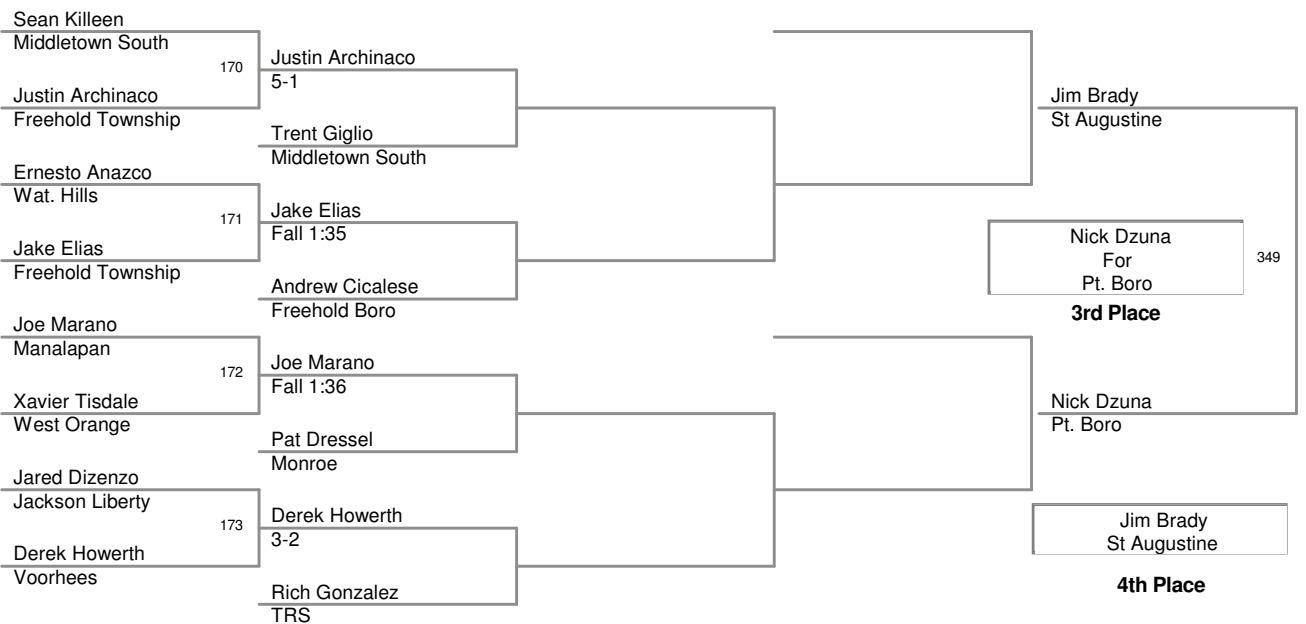 Sean Killeen
Middletown South
170
Justin Archinaco
Freehold Township
Ernesto Anazco
Wat. Hills
171
Jake Elias
Freehold Township
Joe Marano
Manalapan
172
Xavier Tisdale
West Orange
Jared Dizenzo
Jackson Liberty
173
Derek Howerth
Voorhees
Justin Archinaco
5-1
Trent Giglio
Middletown South
Jake Elias
Fall 1:35
Andrew Cicalese
Freehold Boro
Joe Marano
Fall 1:36
Pat Dressel
Monroe
Derek Howerth
3-2
Rich Gonzalez
TRS
Jim Brady
St Augustine
Nick Dzuna
For
Pt. Boro
349
3rd Place
Nick Dzuna
Pt. Boro
Jim Brady
St Augustine
4th Place